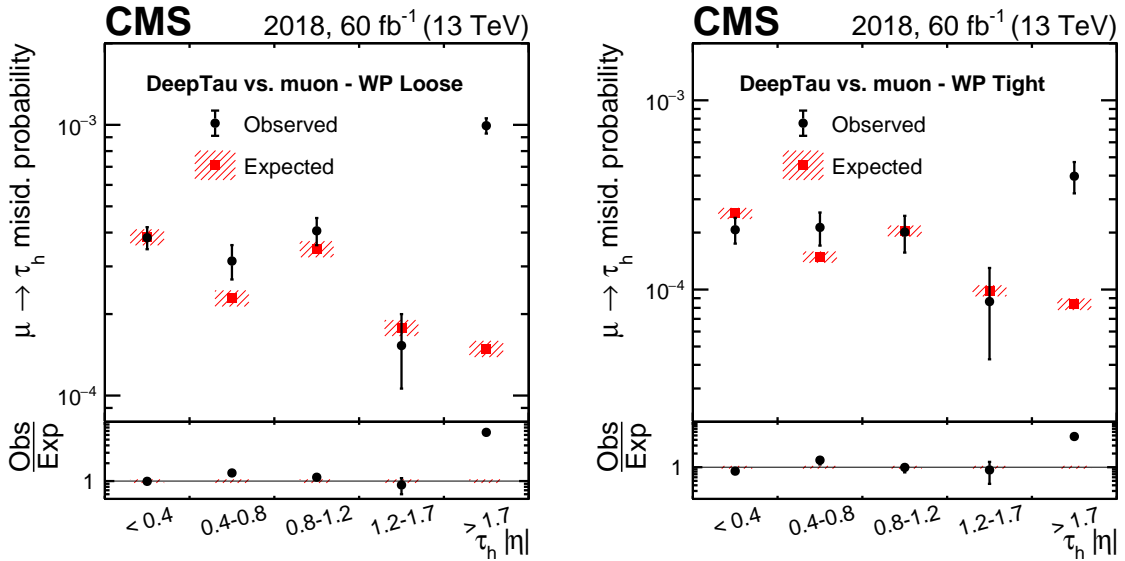 CMS 2018, 60 fb⁻¹ (13 TeV)
DeepTau vs. muon - WP Loose
Observed
Expected
μ → τₕ misid. probability
10⁻³
10⁻⁴
Obs
Exp
1
< 0.4 0.4-0.8 0.8-1.2 1.2-1.7 > 1.7
τₕ |η|
CMS 2018, 60 fb⁻¹ (13 TeV)
DeepTau vs. muon - WP Tight
Observed
Expected
μ → τₕ misid. probability
10⁻³
10⁻⁴
Obs
Exp
1
< 0.4 0.4-0.8 0.8-1.2 1.2-1.7 > 1.7
τₕ |η|